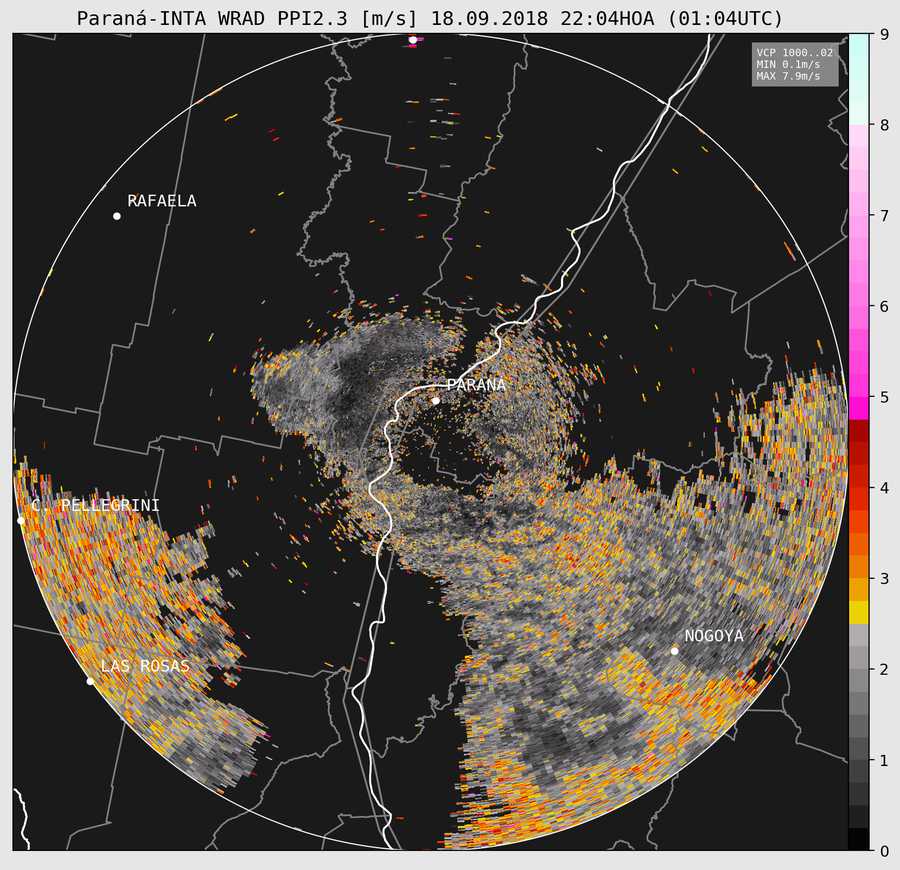 Paraná-INTA WRAD PPI2.3 [m/s] 18.09.2018 22:04HOA (01:04UTC)
VCP 1000..02
MIN 0.1m/s
MAX 7.9m/s
RAFAELA
PARANA
C. PELLEGRINI
NOGOYA
LAS ROSAS
9
8
7
6
5
4
3
2
1
0